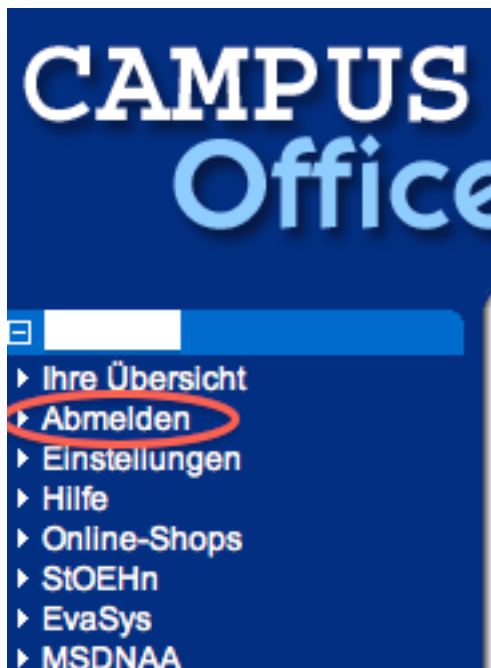 CAMPUS
Office
Ihre Übersicht
Abmelden
Einstellungen
Hilfe
Online-Shops
StOEHn
EvaSys
MSDNAA